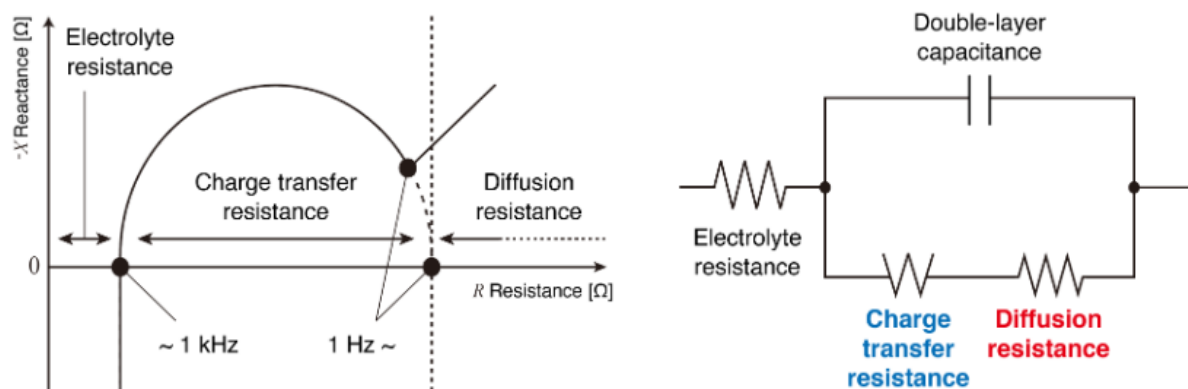 -X Reactance [Ω]
Electrolyte
resistance
Charge transfer
resistance
Diffusion
resistance
0
R Resistance [Ω]
~ 1 kHz
1 Hz ~
Double-layer
capacitance
Electrolyte
resistance
Charge
transfer
resistance
Diffusion
resistance